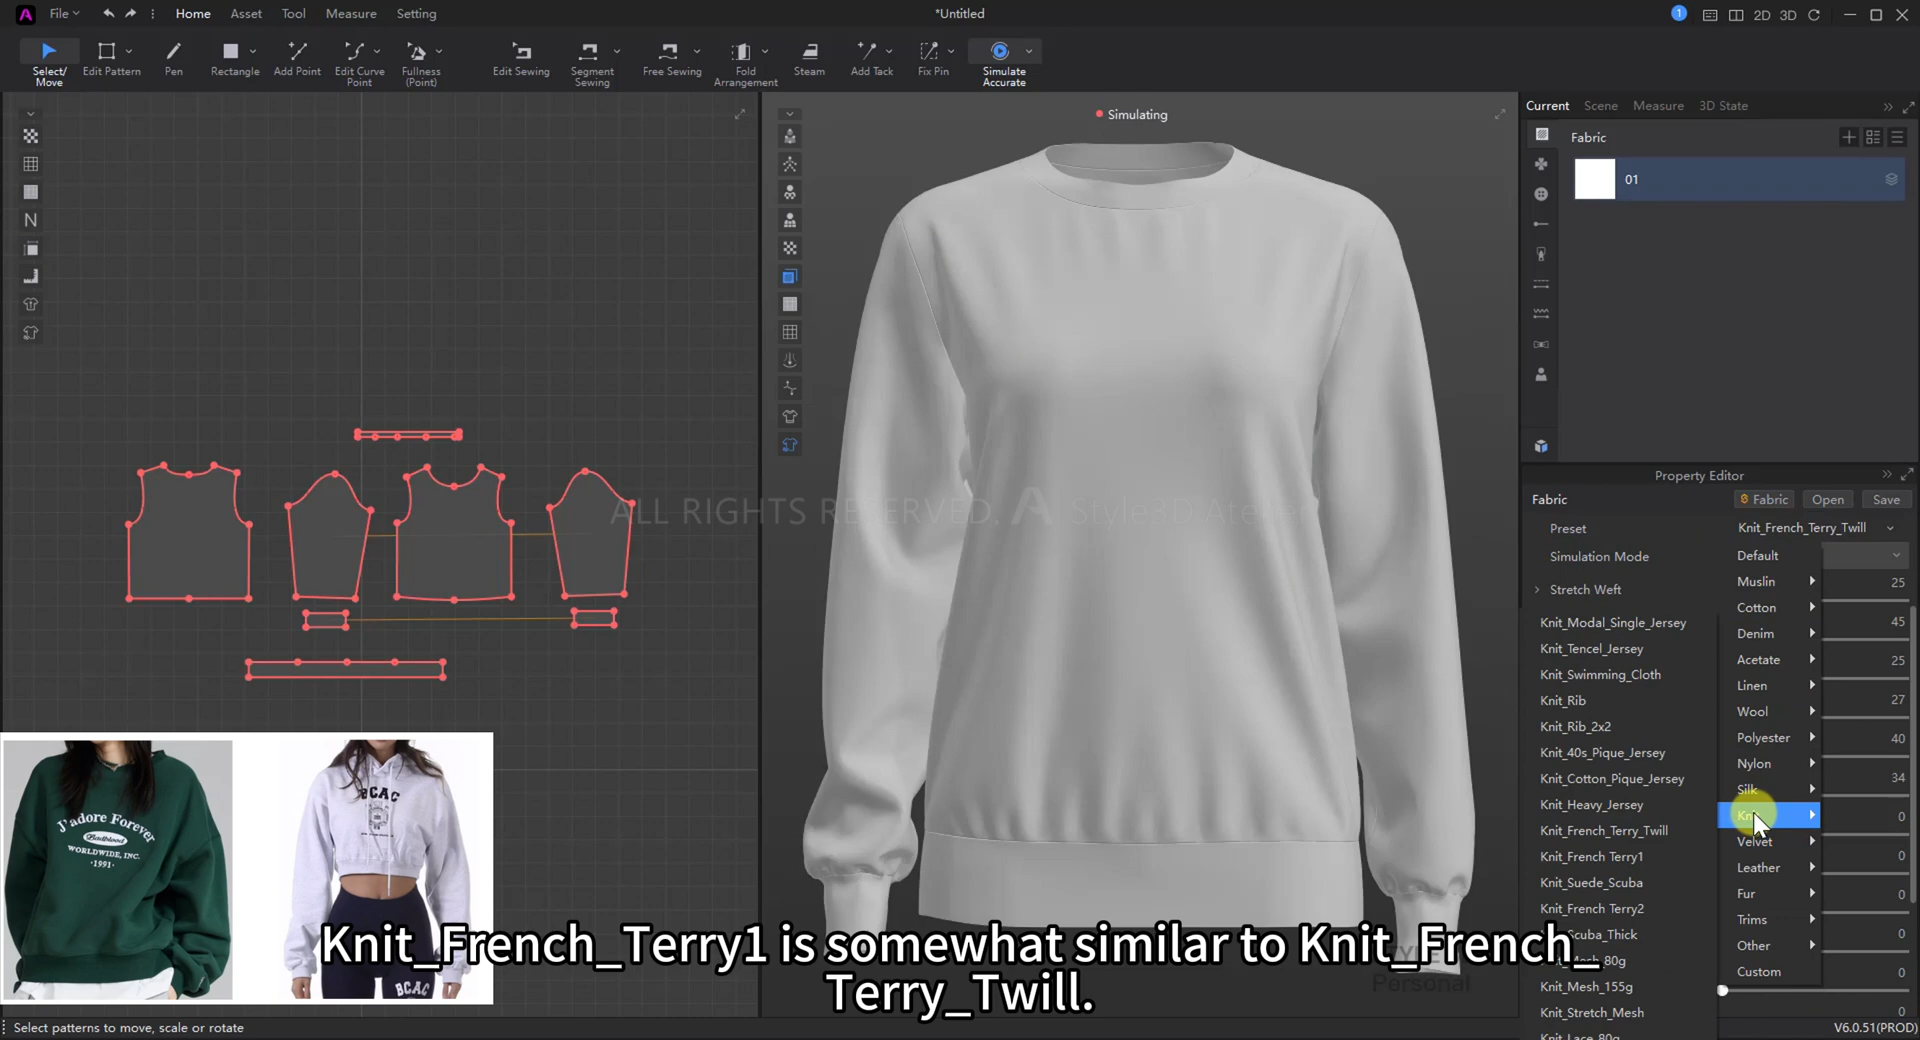 File
Home
Asset
Tool
Measure
Setting
*Untitled
1
2D
3D
Select/
Move
Edit Pattern
Pen
Rectangle
Add Point
Edit Curve
Point
Fullness
(Point)
Edit Sewing
Segment
Sewing
Free Sewing
Fold
Arrangement
Steam
Add Tack
Fix Pin
Simulate
Accurate
Simulating
Current
Scene
Measure
3D State
Fabric
01
N
ALL RIGHTS RESERVED.
Style3D Atelier
Property Editor
Fabric
Fabric
Open
Save
Preset
Knit_French_Terry_Twill
Simulation Mode
Stretch Weft
Default
Muslin
25
Cotton
45
Denim
Acetate
25
Linen
27
Wool
Polyester
40
Nylon
34
Silk
0
Velvet
0
Leather
Fur
0
Trims
0
Other
0
Custom
0
Knit_Modal_Single_Jersey
Knit_Tencel_Jersey
Knit_Swimming_Cloth
Knit_Rib
Knit_Rib_2x2
Knit_40s_Pique_Jersey
Knit_Cotton_Pique_Jersey
Knit_Heavy_Jersey
Knit_French_Terry_Twill
Knit_French Terry1
Knit_Suede_Scuba
Knit_French Terry2
Scuba_Thick
Mesh_80g
Knit_Mesh_155g
Knit_Stretch_Mesh
Knit_Lace_80g
J'adore Forever
WORLDWIDE, INC.
·1991·
BCAC
BCAC
Knit_French_Terry1 is somewhat similar to Knit_French_
Terry_Twill.
Personal
Select patterns to move, scale or rotate
V6.0.51(PROD)